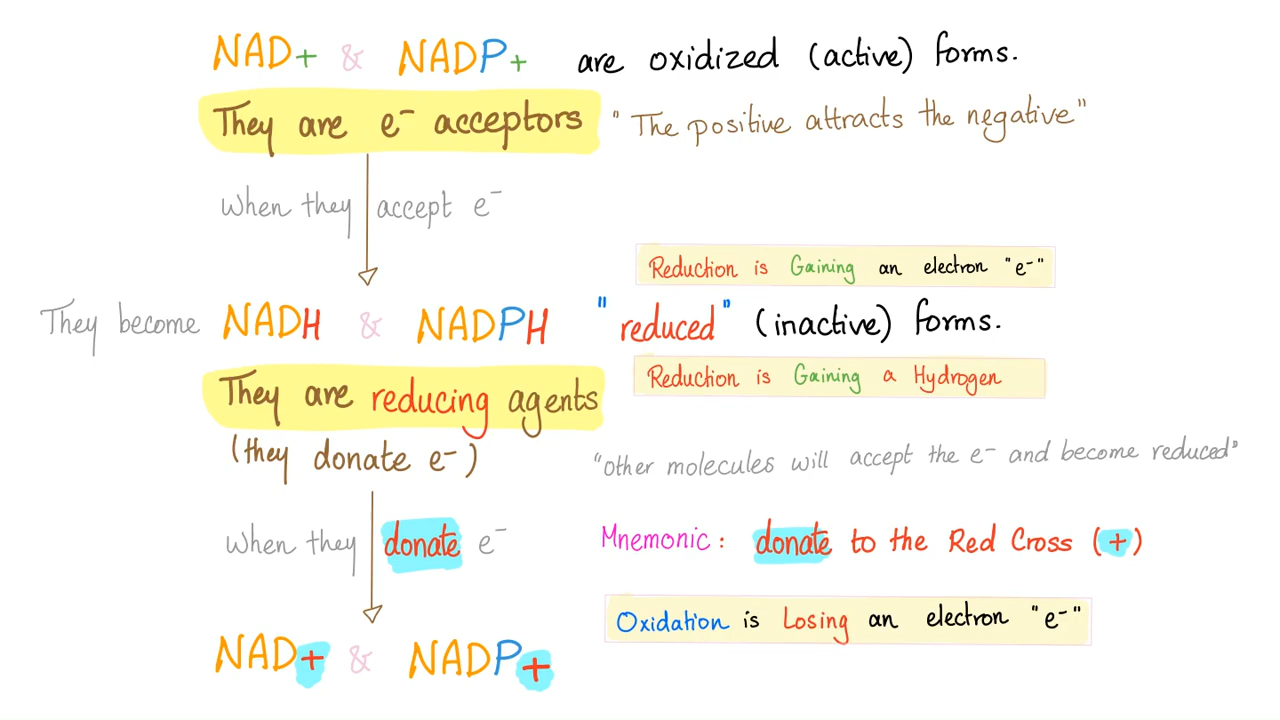 NAD+ & NADP+ are oxidized (active) forms.
They are e⁻ acceptors "The positive attracts the negative"
when they accept e⁻
Reduction is Gaining an electron "e⁻"
They become NADH & NADPH "reduced" (inactive) forms.
Reduction is Gaining a Hydrogen
They are reducing agents
(they donate e⁻) "other molecules will accept the e⁻ and become reduced"
when they donate e⁻ Mnemonic: donate to the Red Cross (+)
Oxidation is Losing an electron "e⁻"
NAD+ & NADP+